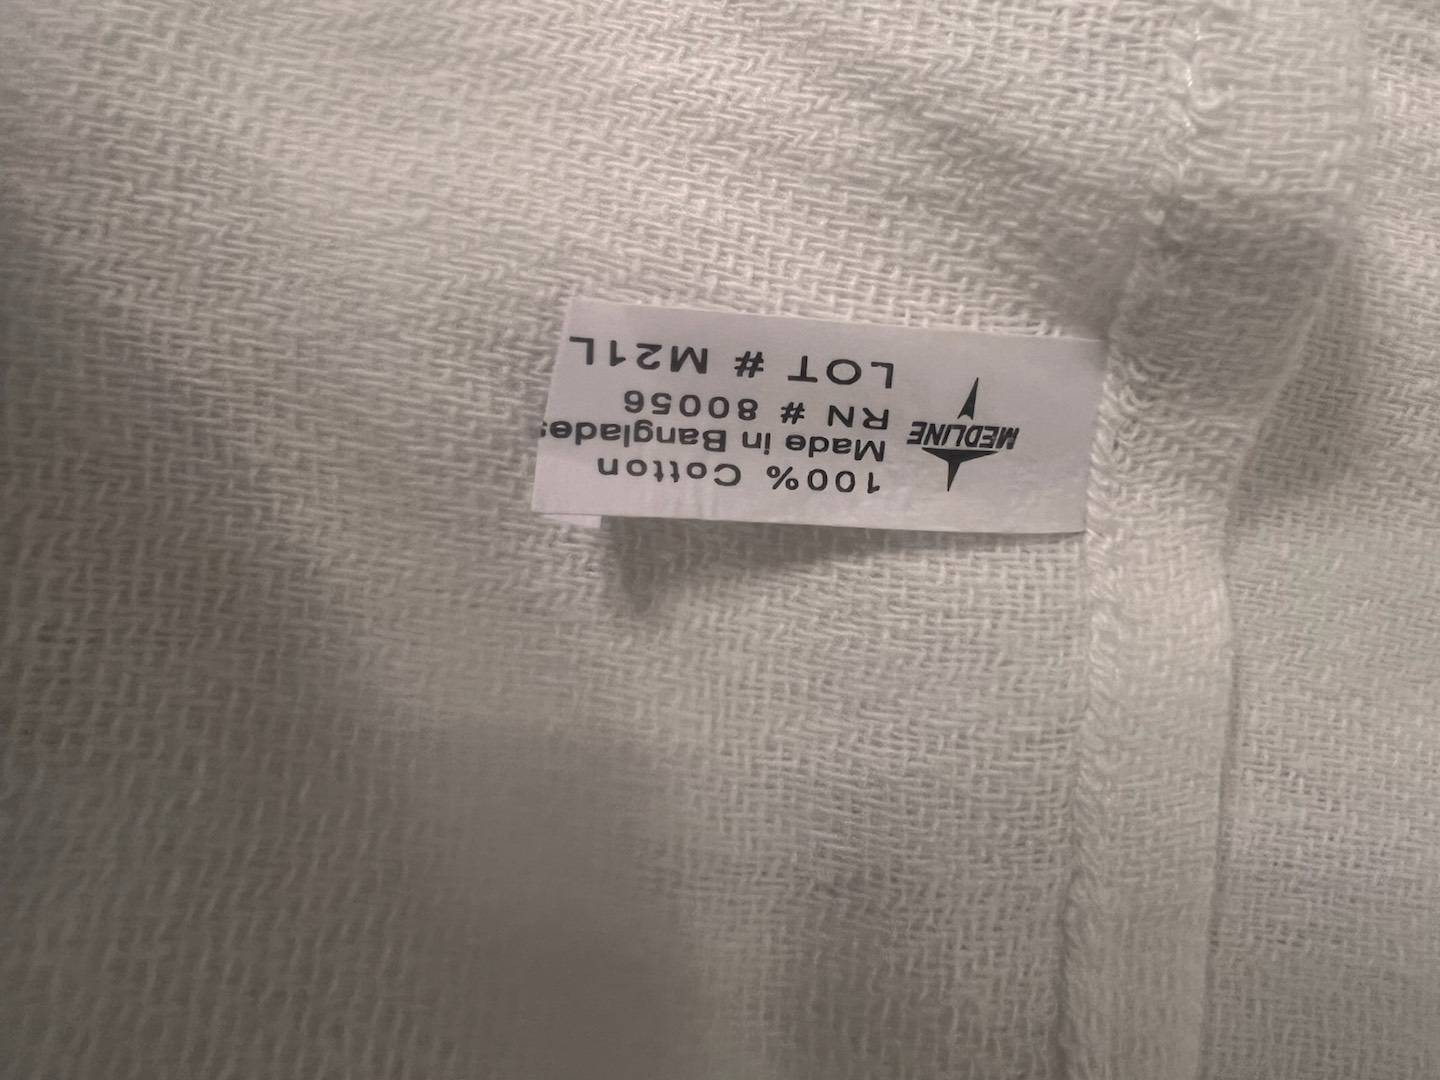 MEDLINE
100% Cotton
Made in Banglades
RN # 80056
LOT # M21L